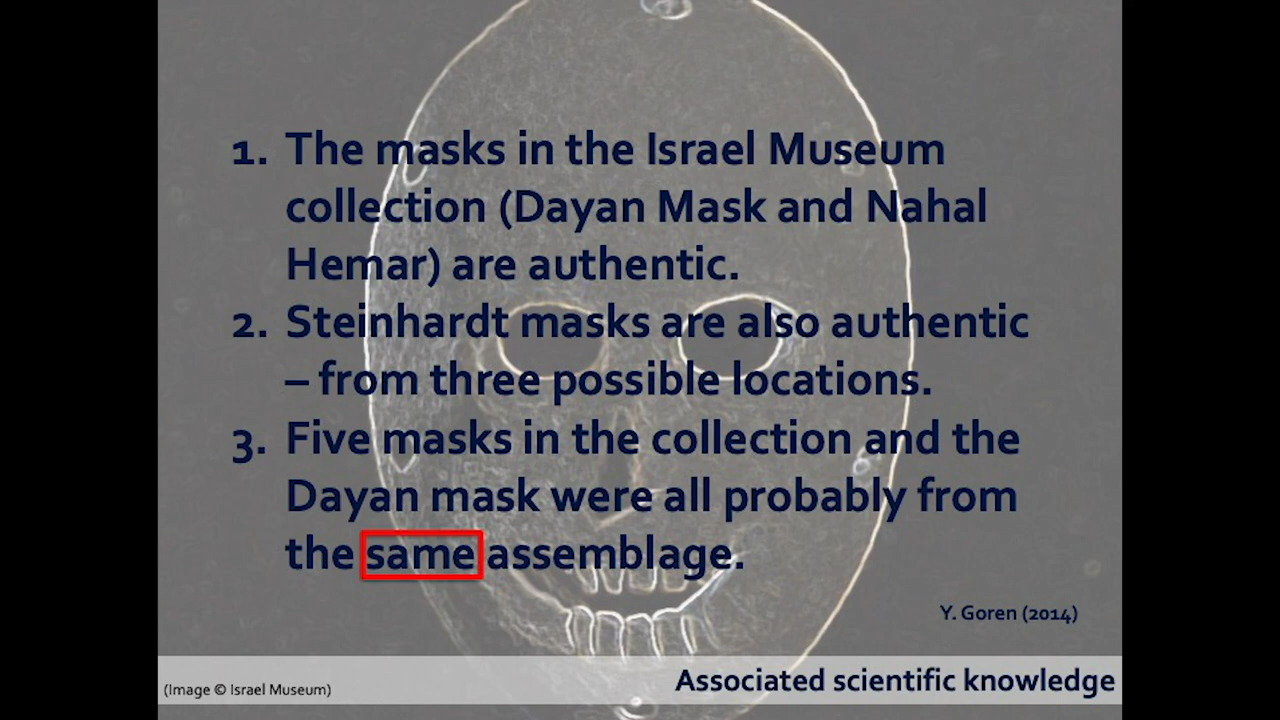 1. The masks in the Israel Museum
collection (Dayan Mask and Nahal
Hemar) are authentic.
2. Steinhardt masks are also authentic
– from three possible locations.
3. Five masks in the collection and the
Dayan mask were all probably from
the same assemblage.
Y. Goren (2014)
(Image © Israel Museum)
Associated scientific knowledge